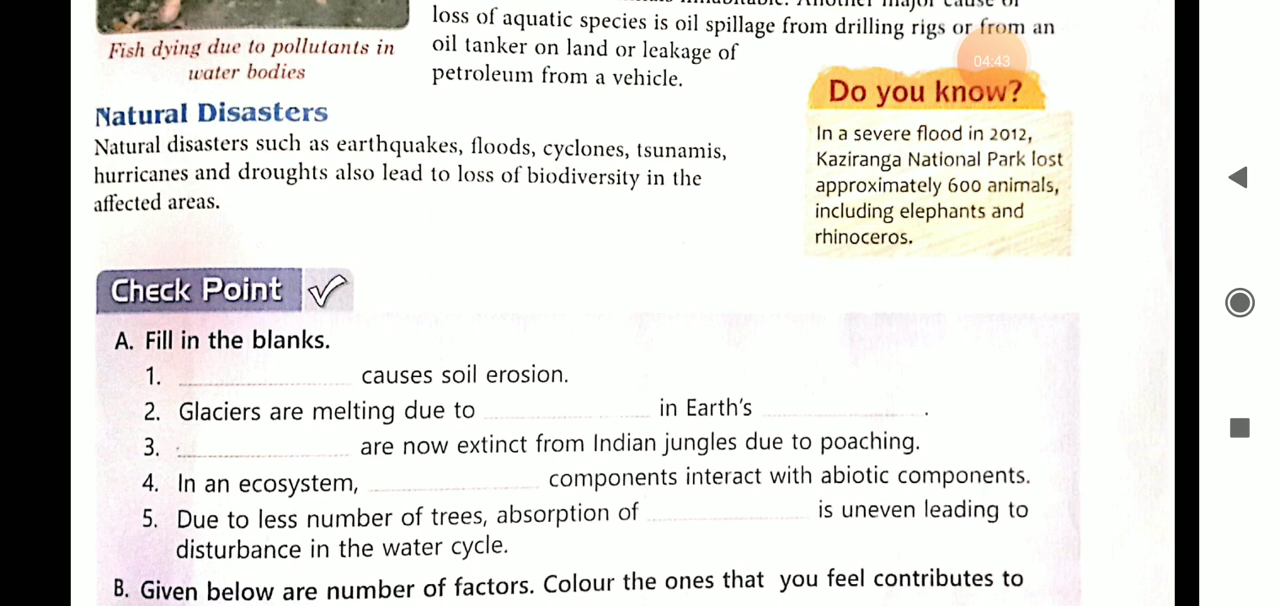 loss of aquatic species is oil spillage from drilling rigs or from an
oil tanker on land or leakage of
petroleum from a vehicle.
Fish dying due to pollutants in
water bodies
04:43
Do you know?
In a severe flood in 2012,
Kaziranga National Park lost
approximately 600 animals,
including elephants and
rhinoceros.
Natural Disasters
Natural disasters such as earthquakes, floods, cyclones, tsunamis,
hurricanes and droughts also lead to loss of biodiversity in the
affected areas.
Check Point
A. Fill in the blanks.
1. causes soil erosion.
2. Glaciers are melting due to in Earth's .
3. are now extinct from Indian jungles due to poaching.
4. In an ecosystem, components interact with abiotic components.
5. Due to less number of trees, absorption of is uneven leading to
disturbance in the water cycle.
B. Given below are number of factors. Colour the ones that you feel contributes to